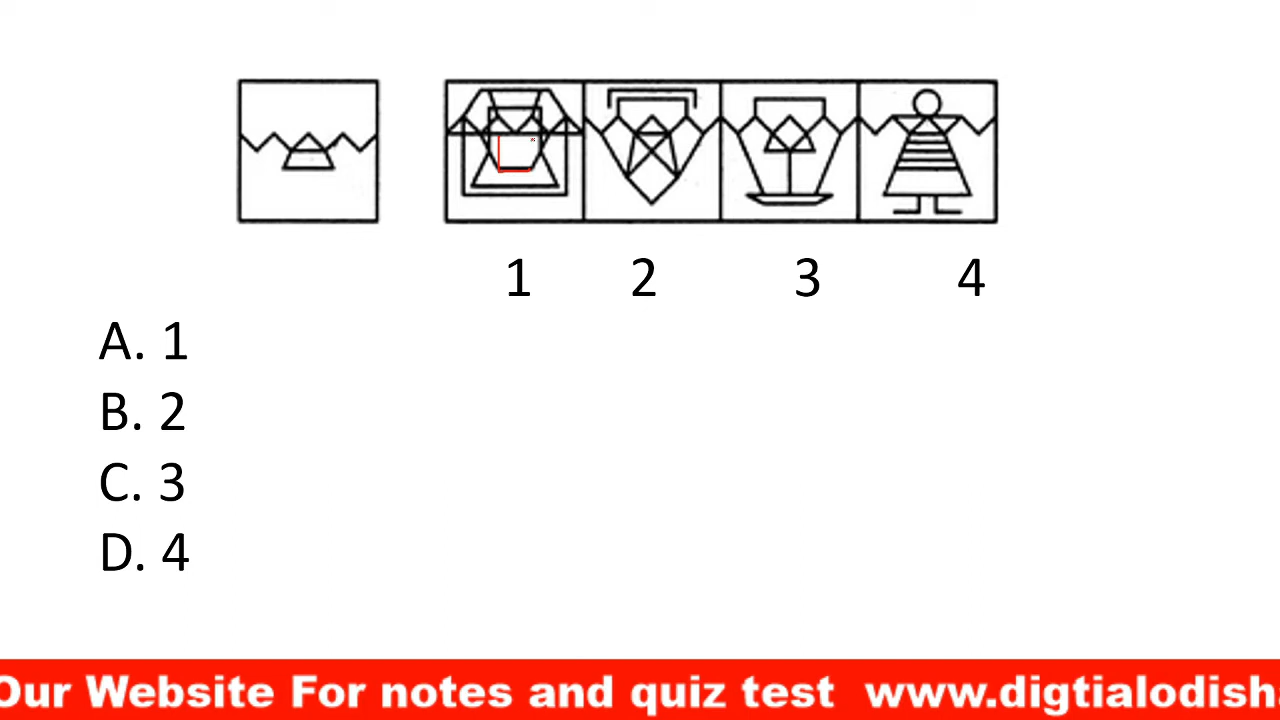 1 2 3 4
A. 1
B. 2
C. 3
D. 4
Our Website For notes and quiz test www.digtialodish